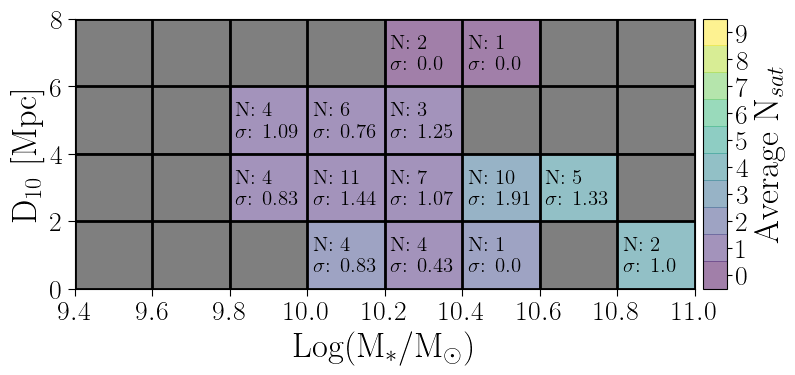 8
6
4
2
0
D₁₀ [Mpc]
N: 2
σ: 0.0
N: 1
σ: 0.0
N: 4
σ: 1.09
N: 6
σ: 0.76
N: 3
σ: 1.25
N: 4
σ: 0.83
N: 11
σ: 1.44
N: 7
σ: 1.07
N: 10
σ: 1.91
N: 5
σ: 1.33
N: 4
σ: 0.83
N: 4
σ: 0.43
N: 1
σ: 0.0
N: 2
σ: 1.0
9.4 9.6 9.8 10.0 10.2 10.4 10.6 10.8 11.0
Log(M*/M☉)
9
8
7
6
5
4
3
2
1
0
Average N_sat